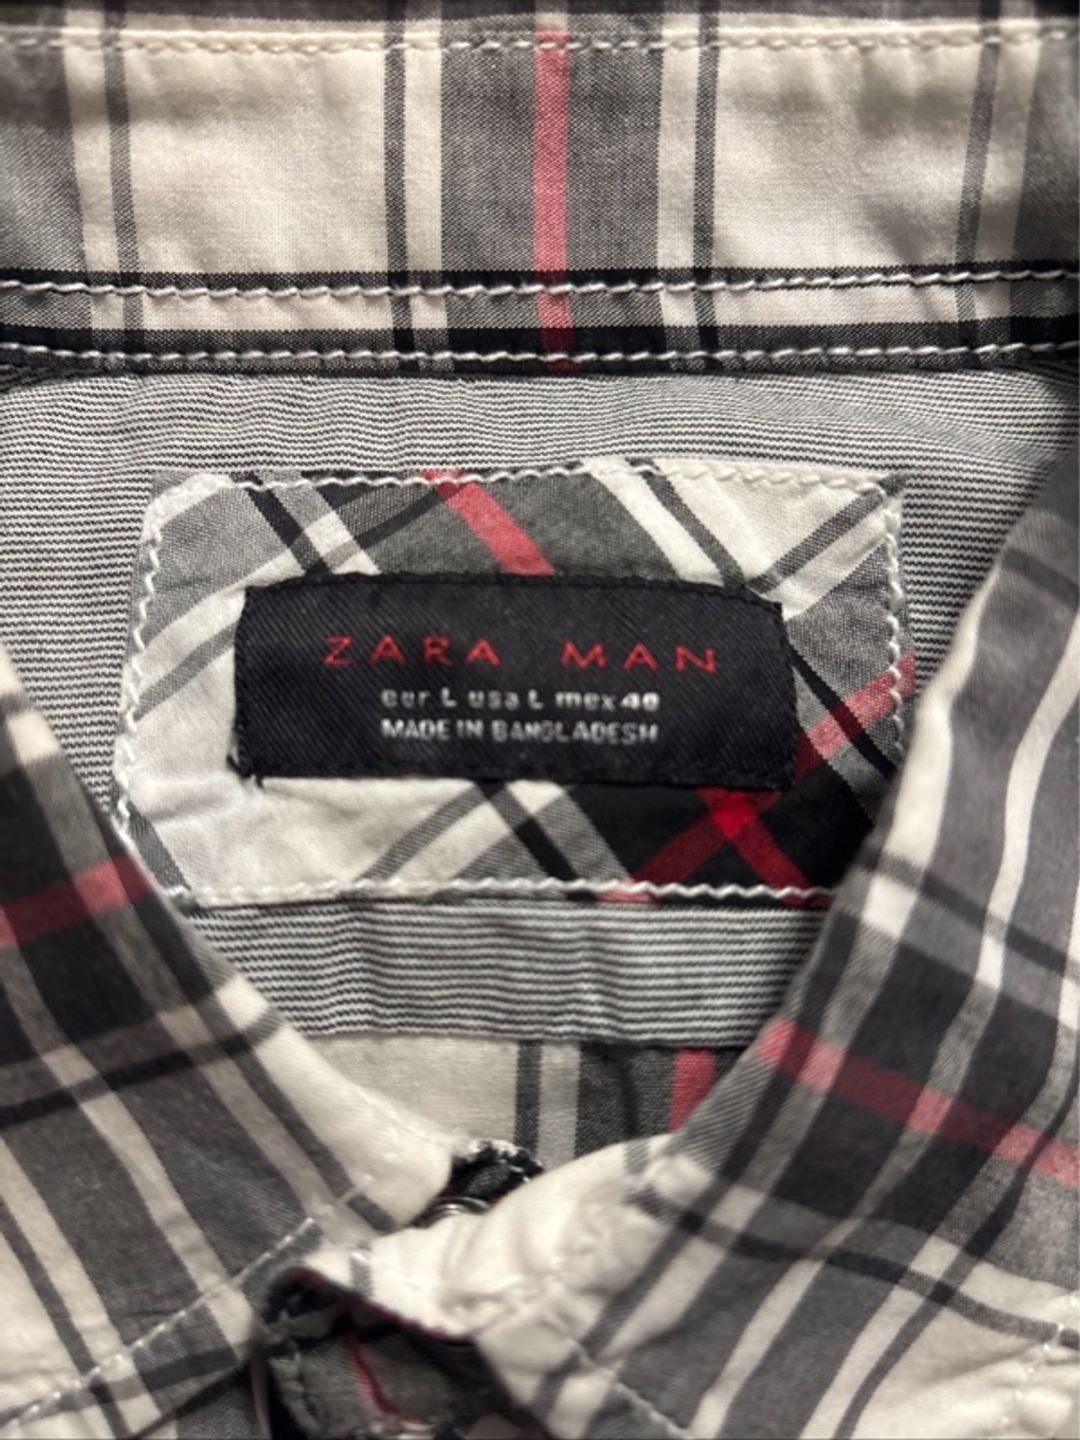 ZARA MAN
eur L usa L mex 40
MADE IN BANGLADESH